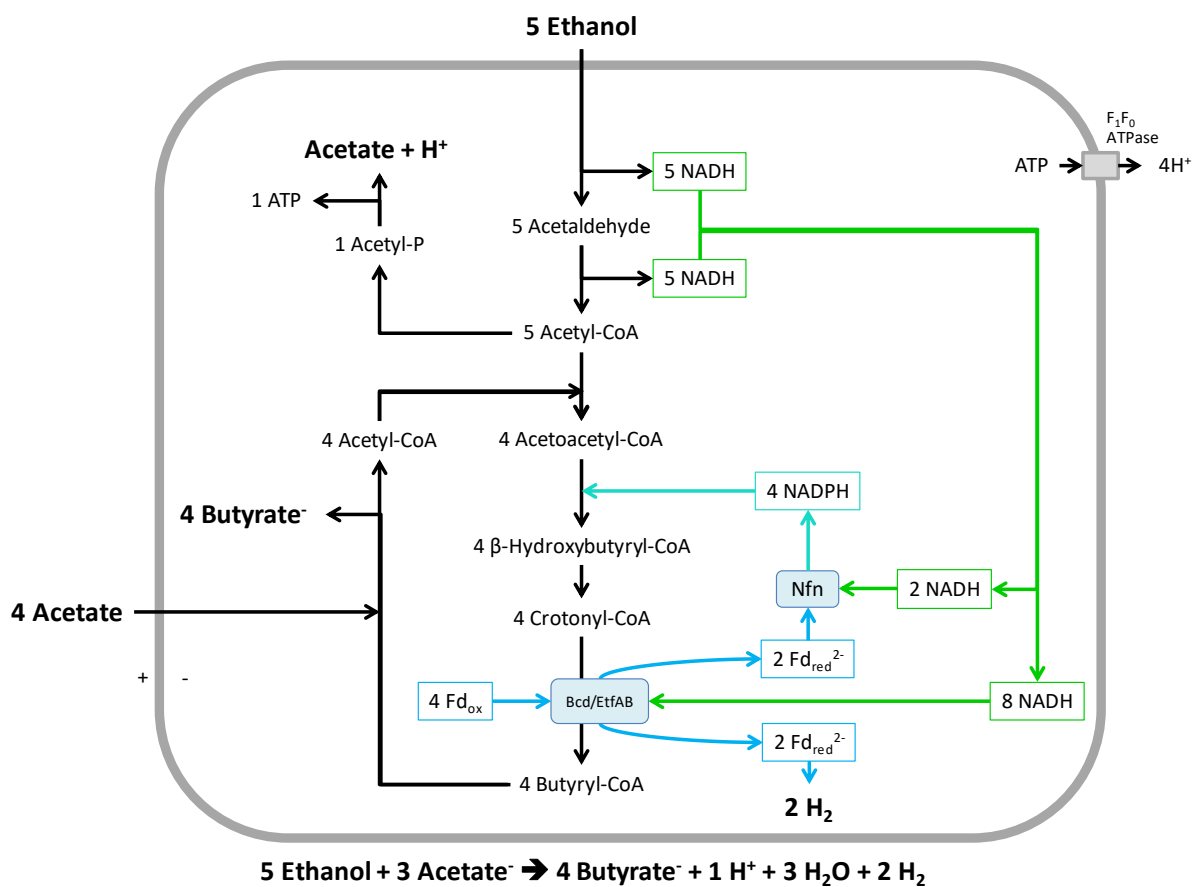 5 Ethanol
F₁F₀
ATPase
ATP
4H⁺
Acetate + H⁺
5 NADH
1 ATP
5 Acetaldehyde
1 Acetyl-P
5 NADH
5 Acetyl-CoA
4 Acetyl-CoA
4 Acetoacetyl-CoA
4 NADPH
4 Butyrate⁻
4 β-Hydroxybutyryl-CoA
Nfn
2 NADH
4 Acetate
4 Crotonyl-CoA
2 Fd_red²⁻
+ -
4 Fd_ox
Bcd/EtfAB
8 NADH
2 Fd_red²⁻
4 Butyryl-CoA
2 H₂
5 Ethanol + 3 Acetate⁻ ➔ 4 Butyrate⁻ + 1 H⁺ + 3 H₂O + 2 H₂